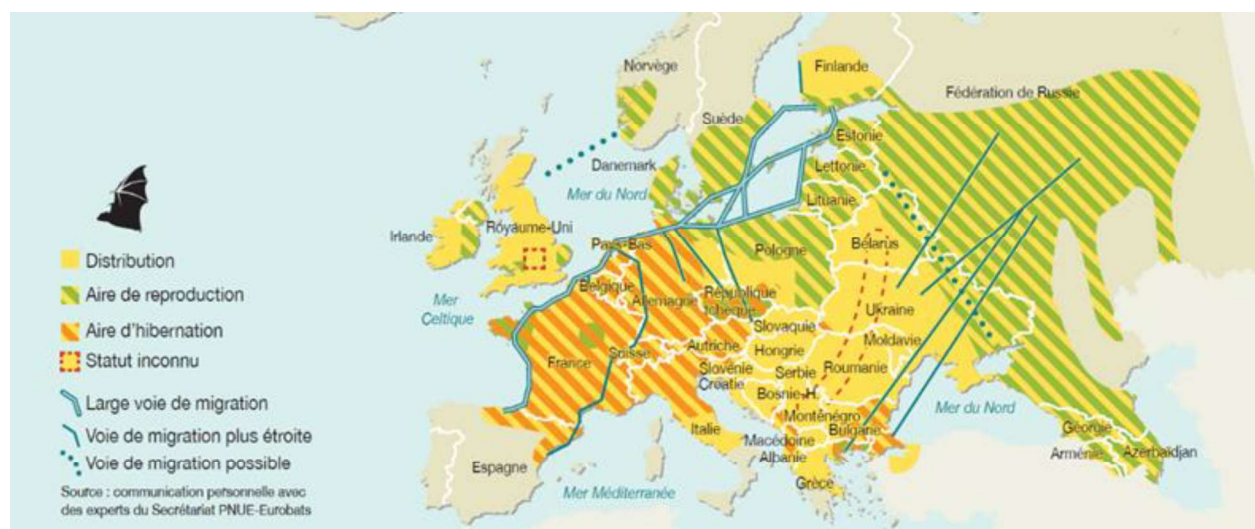 Norvège
Finlande
Fédération de Russie
Suède
Estonie
Danemark
Lettonie
Mer du Nord
Lituanie
Irlande
Royaume-Uni
Pays-Bas
Pologne
Bélarus
Distribution
Aire de reproduction
Aire d'hibernation
Statut inconnu
Large voie de migration
Voie de migration plus étroite
Voie de migration possible
Source : communication personnelle avec
des experts du Secrétariat PNUE-Eurobats
Mer
Celtique
Belgique
Allemagne
République
tchèque
Ukraine
Slovaquie
Moldavie
France
Suisse
Autriche
Hongrie
Slovénie
Croatie
Serbie
Roumanie
Bosnie-H.
Mer du Nord
Monténégro
Italie
Bulgarie
Macédoine
Albanie
Géorgie
Arménie
Azerbaïdjan
Espagne
Mer Méditerranée
Grèce